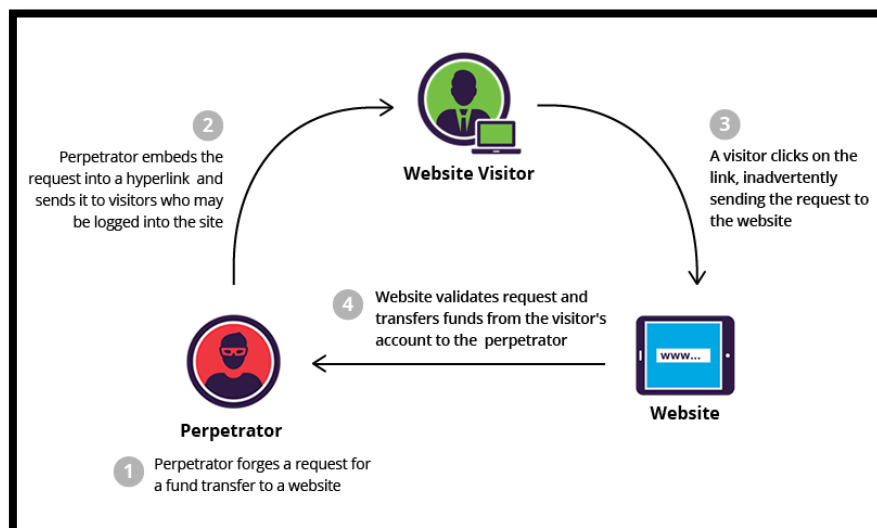 2
Perpetrator embeds the
request into a hyperlink and
sends it to visitors who may
be logged into the site
Website Visitor
3
A visitor clicks on the
link, inadvertently
sending the request to
the website
4
Website validates request and
transfers funds from the visitor's
account to the perpetrator
www...
Website
Perpetrator
1
Perpetrator forges a request for
a fund transfer to a website